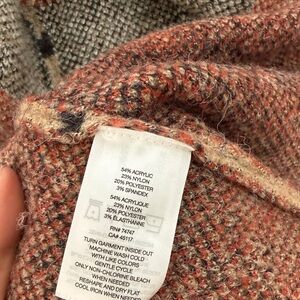 54% ACRYLIC
23% NYLON
20% POLYESTER
3% SPANDEX
54% ACRYLIQUE
23% NYLON
20% POLYESTER
3% ÉLASTHANNE
RN# 74747
CA# 45117
TURN GARMENT INSIDE OUT
MACHINE WASH COLD
WITH LIKE COLORS
GENTLE CYCLE
ONLY NON-CHLORINE BLEACH
WHEN NEEDED
RESHAPE AND DRY FLAT
COOL IRON WHEN NEEDED